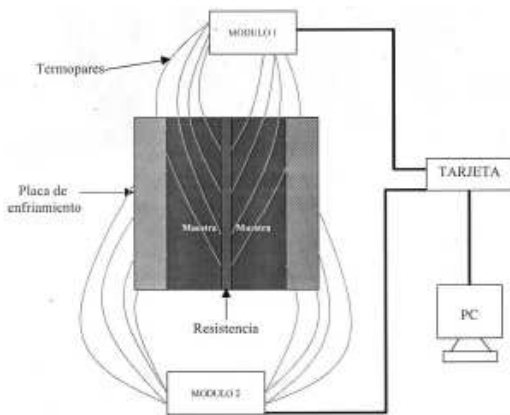 MODULO 1
Termopares
TARJETA
Placa de
enfriamiento
Muestra Muestra
PC
Resistencia
MODULO 2